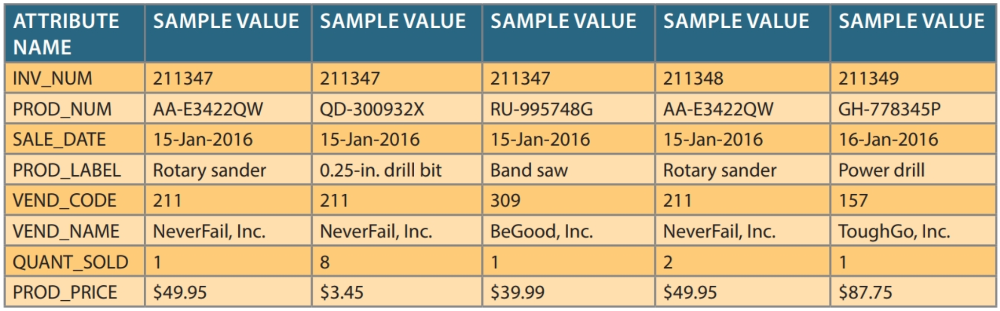 ATTRIBUTE NAME SAMPLE VALUE SAMPLE VALUE SAMPLE VALUE SAMPLE VALUE SAMPLE VALUE
INV_NUM 211347 211347 211347 211348 211349
PROD_NUM AA-E3422QW QD-300932X RU-995748G AA-E3422QW GH-778345P
SALE_DATE 15-Jan-2016 15-Jan-2016 15-Jan-2016 15-Jan-2016 16-Jan-2016
PROD_LABEL Rotary sander 0.25-in. drill bit Band saw Rotary sander Power drill
VEND_CODE 211 211 309 211 157
VEND_NAME NeverFail, Inc. NeverFail, Inc. BeGood, Inc. NeverFail, Inc. ToughGo, Inc.
QUANT_SOLD 1 8 1 2 1
PROD_PRICE $49.95 $3.45 $39.99 $49.95 $87.75